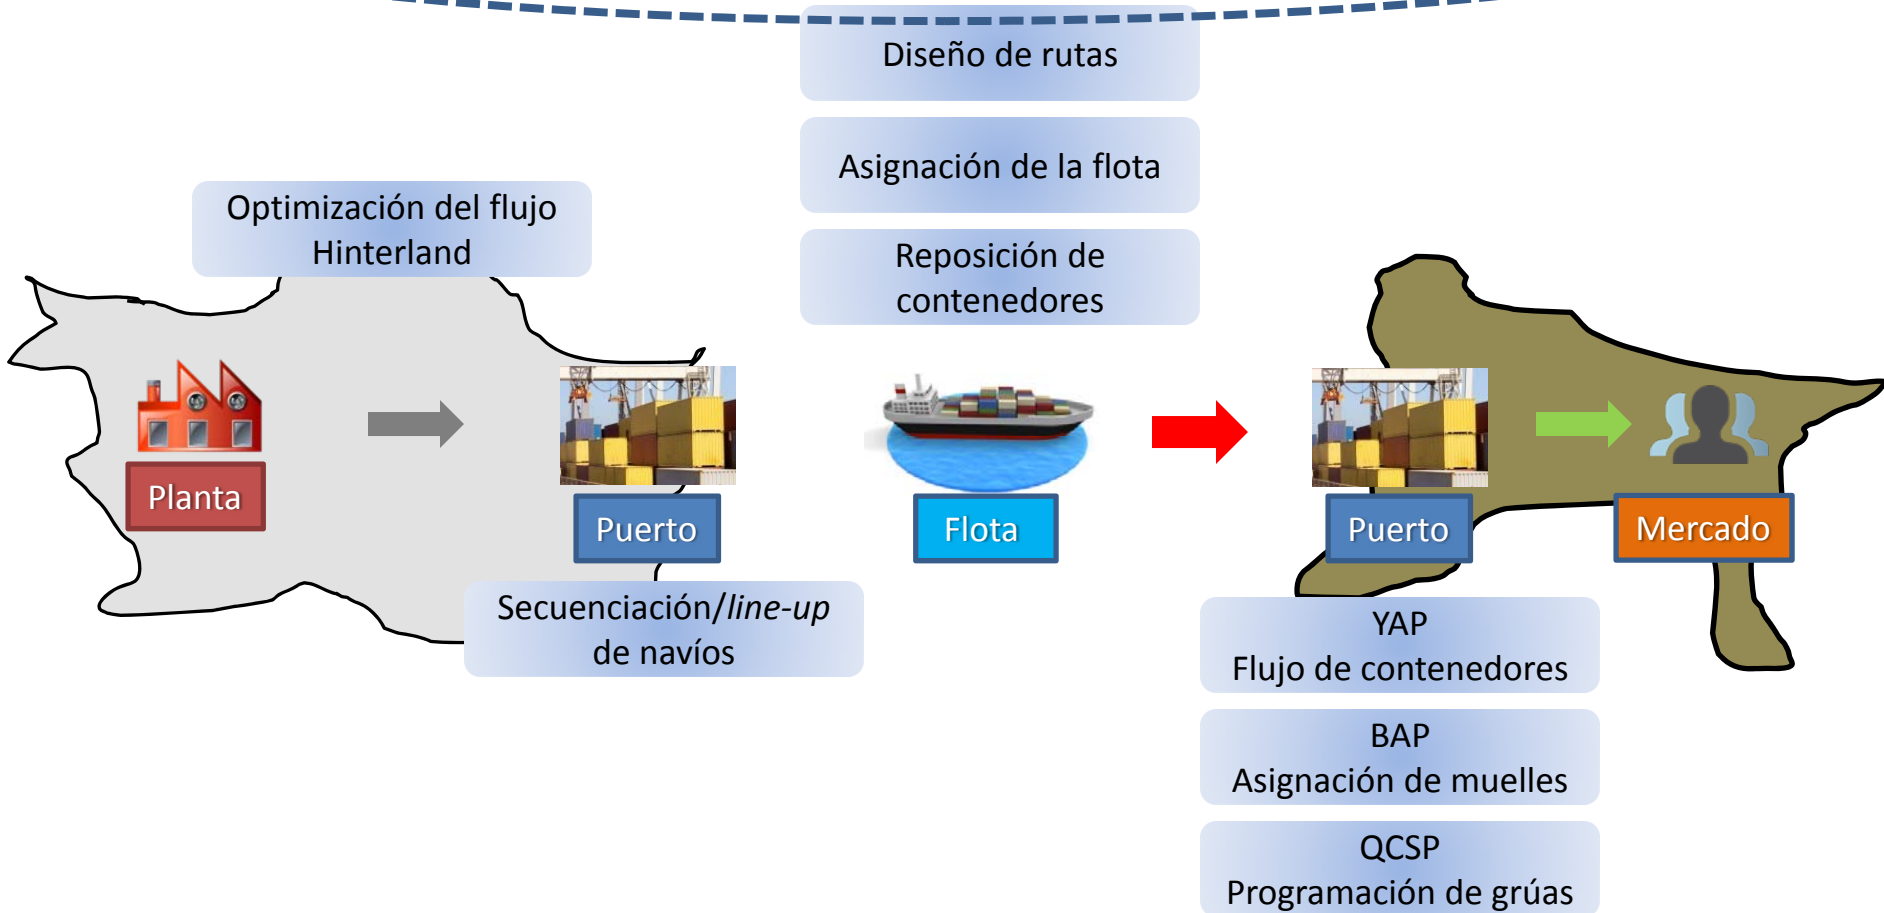 Diseño de rutas
Asignación de la flota
Optimización del flujo
Hinterland
Reposición de
contenedores
Planta
Puerto
Flota
Puerto
Mercado
Secuenciación/line-up
de navíos
YAP
Flujo de contenedores
BAP
Asignación de muelles
QCSP
Programación de grúas